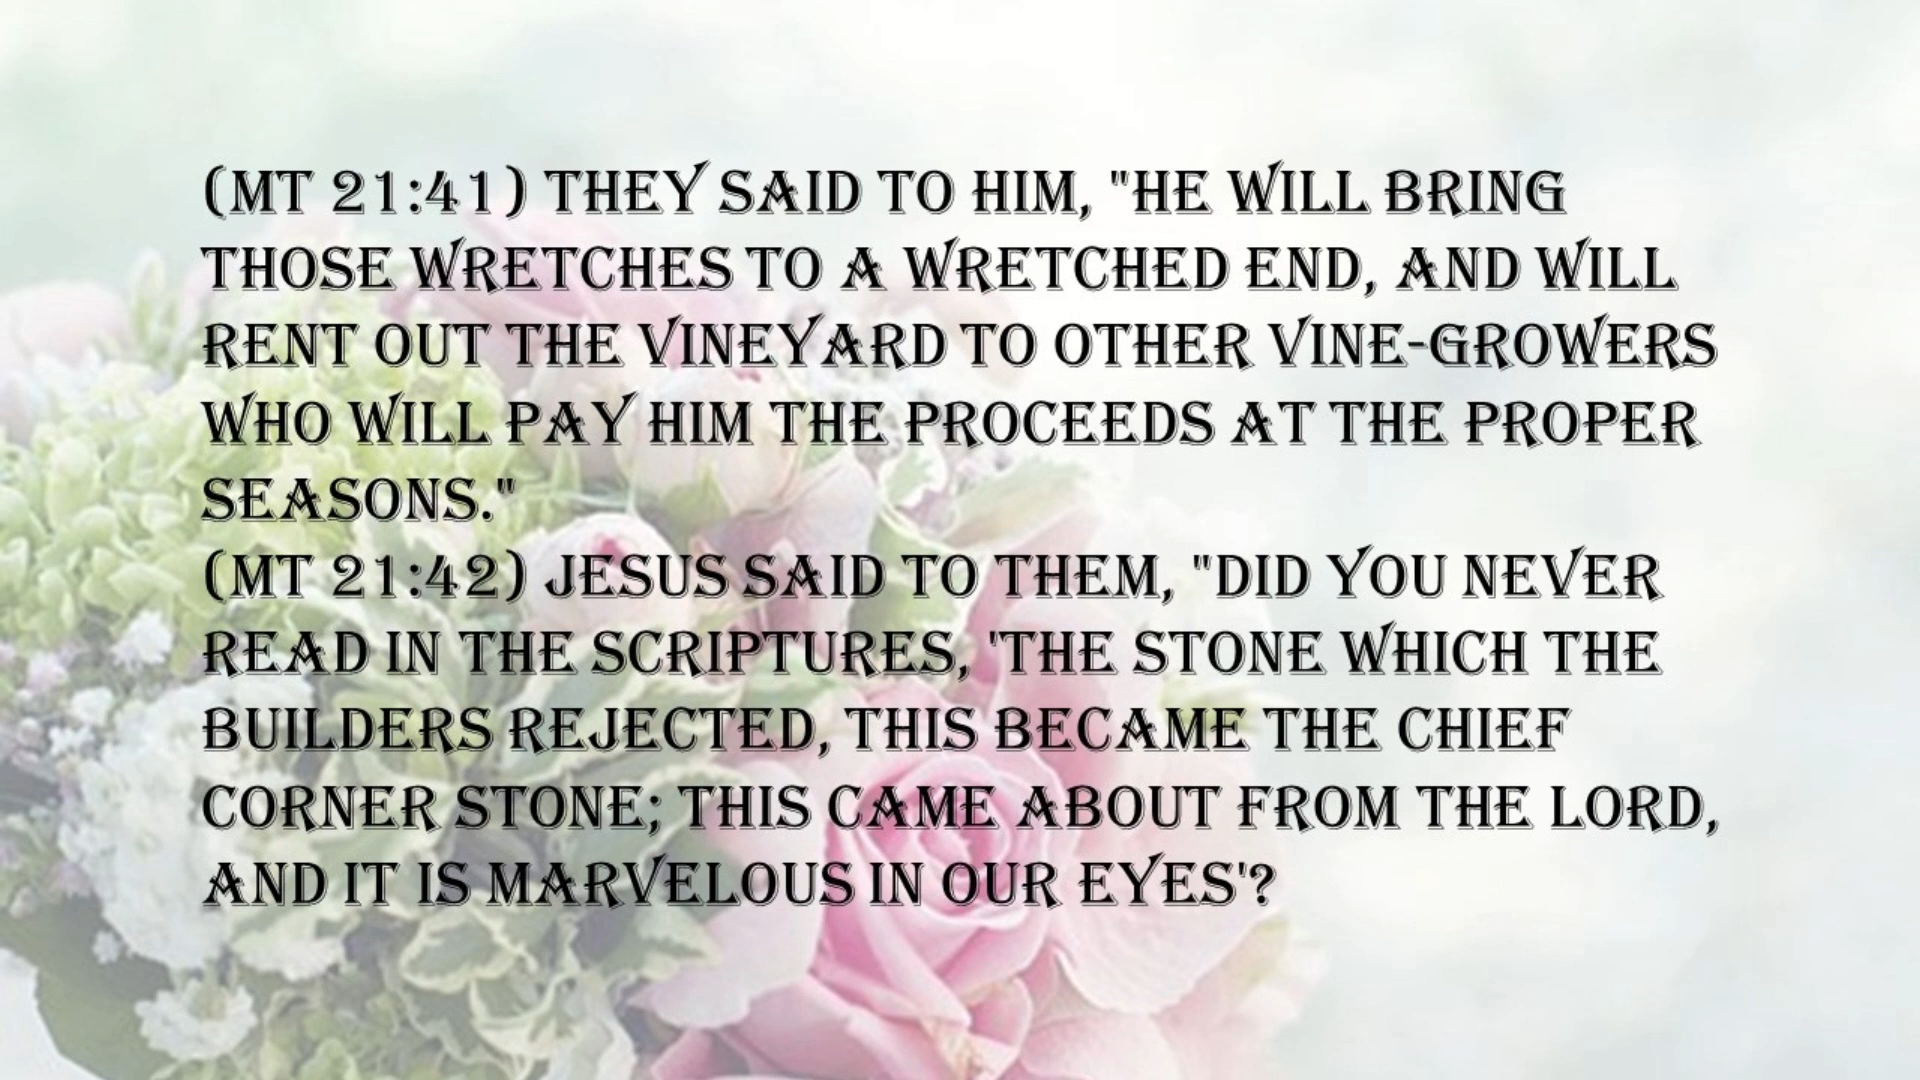 (MT 21:41) THEY SAID TO HIM, "HE WILL BRING
THOSE WRETCHES TO A WRETCHED END, AND WILL
RENT OUT THE VINEYARD TO OTHER VINE-GROWERS
WHO WILL PAY HIM THE PROCEEDS AT THE PROPER
SEASONS."
(MT 21:42) JESUS SAID TO THEM, "DID YOU NEVER
READ IN THE SCRIPTURES, 'THE STONE WHICH THE
BUILDERS REJECTED, THIS BECAME THE CHIEF
CORNER STONE; THIS CAME ABOUT FROM THE LORD,
AND IT IS MARVELOUS IN OUR EYES'?